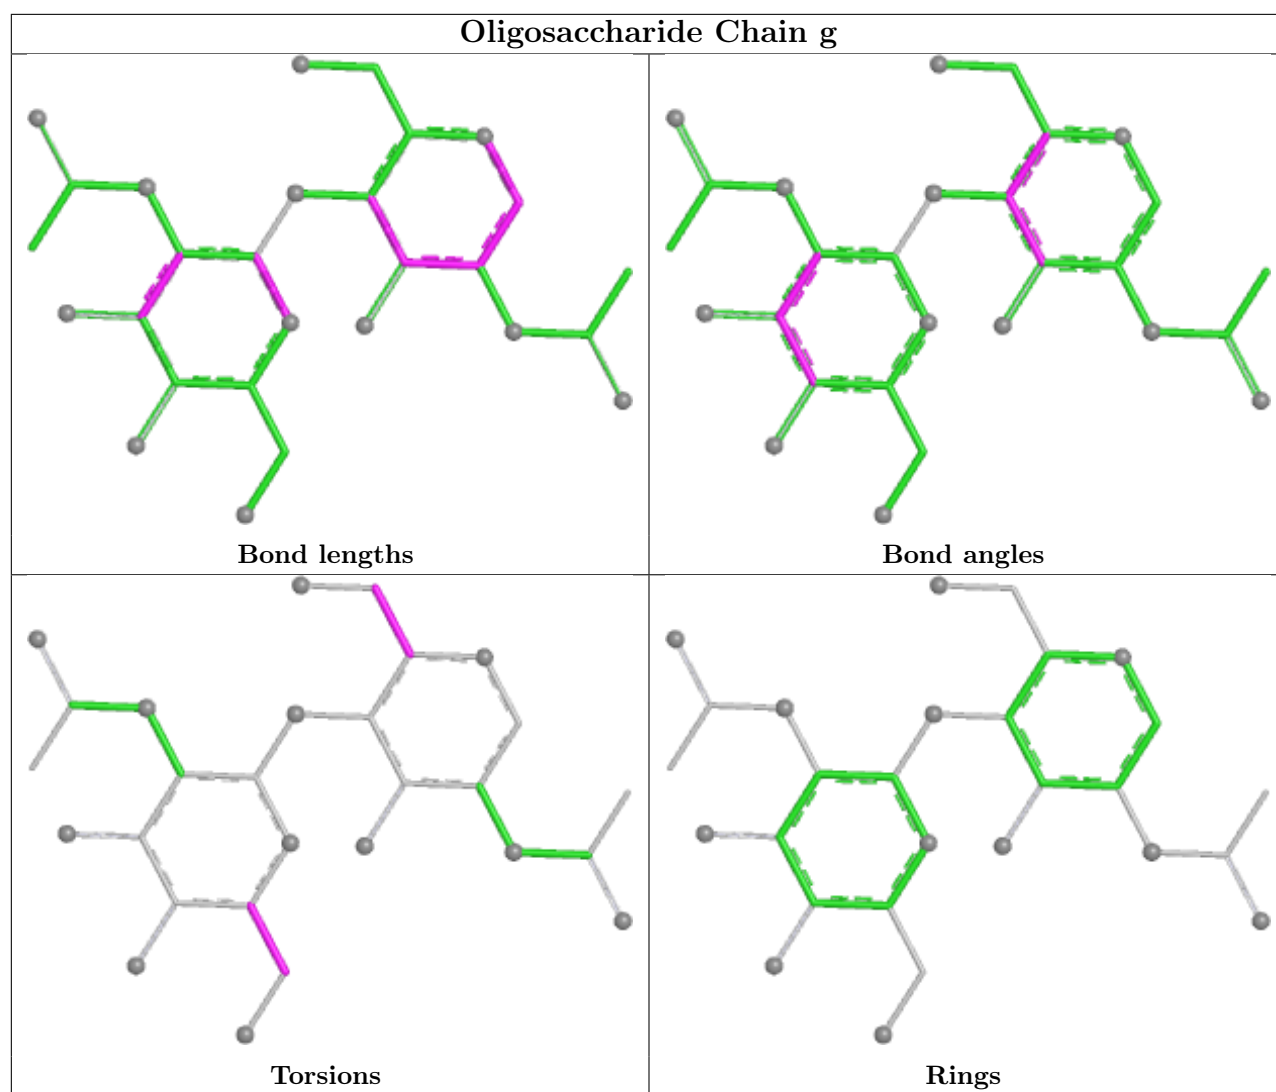 Oligosaccharide Chain g
Bond lengths
Bond angles
Torsions
Rings